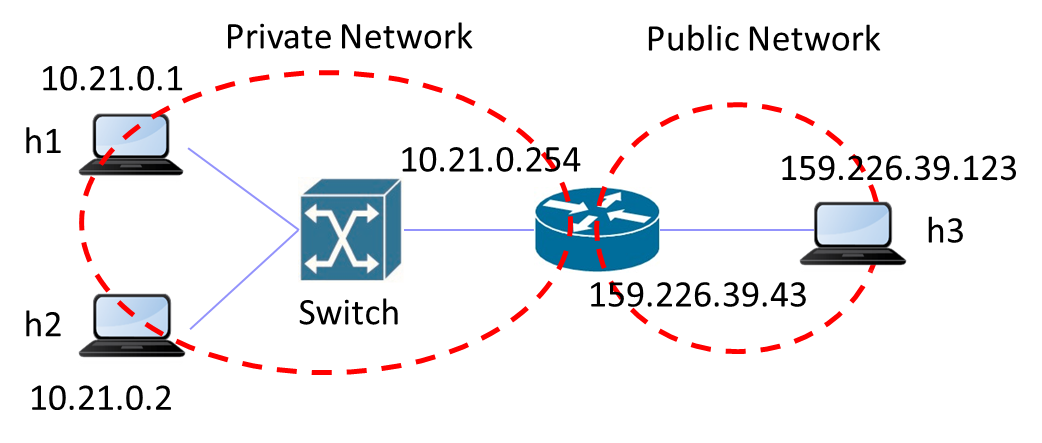 Private Network
Public Network
10.21.0.1
h1
10.21.0.254
159.226.39.123
h3
159.226.39.43
Switch
h2
10.21.0.2